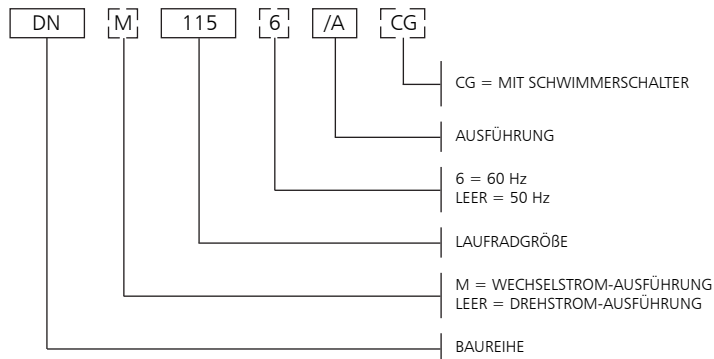 DN M 115 6 /A CG
CG = MIT SCHWIMMERSCHALTER
AUSFÜHRUNG
6 = 60 Hz
LEER = 50 Hz
LAUFRADGRÖßE
M = WECHSELSTROM-AUSFÜHRUNG
LEER = DREHSTROM-AUSFÜHRUNG
BAUREIHE